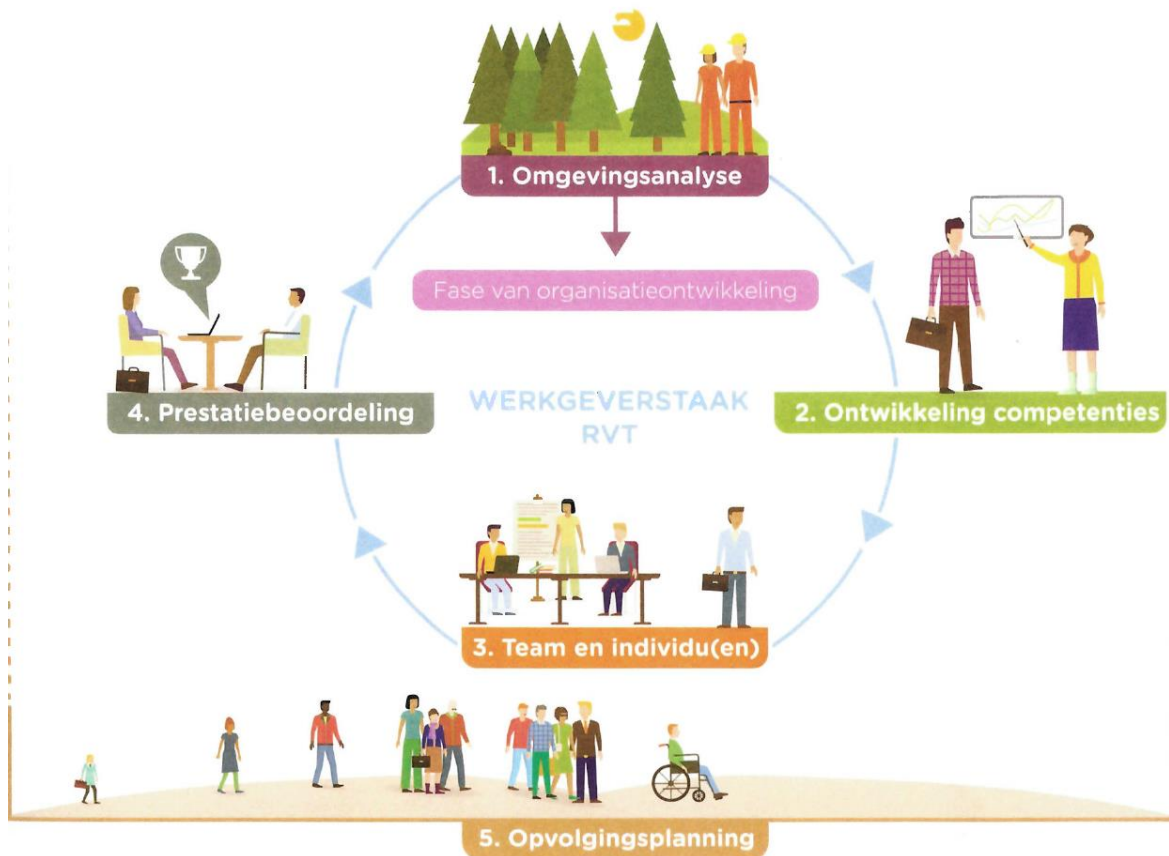 1. Omgevingsanalyse
Fase van organisatieontwikkeling
WERKGEVERSTAAK
RVT
2. Ontwikkeling competenties
4. Prestatiebeoordeling
3. Team en individu(en)
5. Opvolgingsplanning